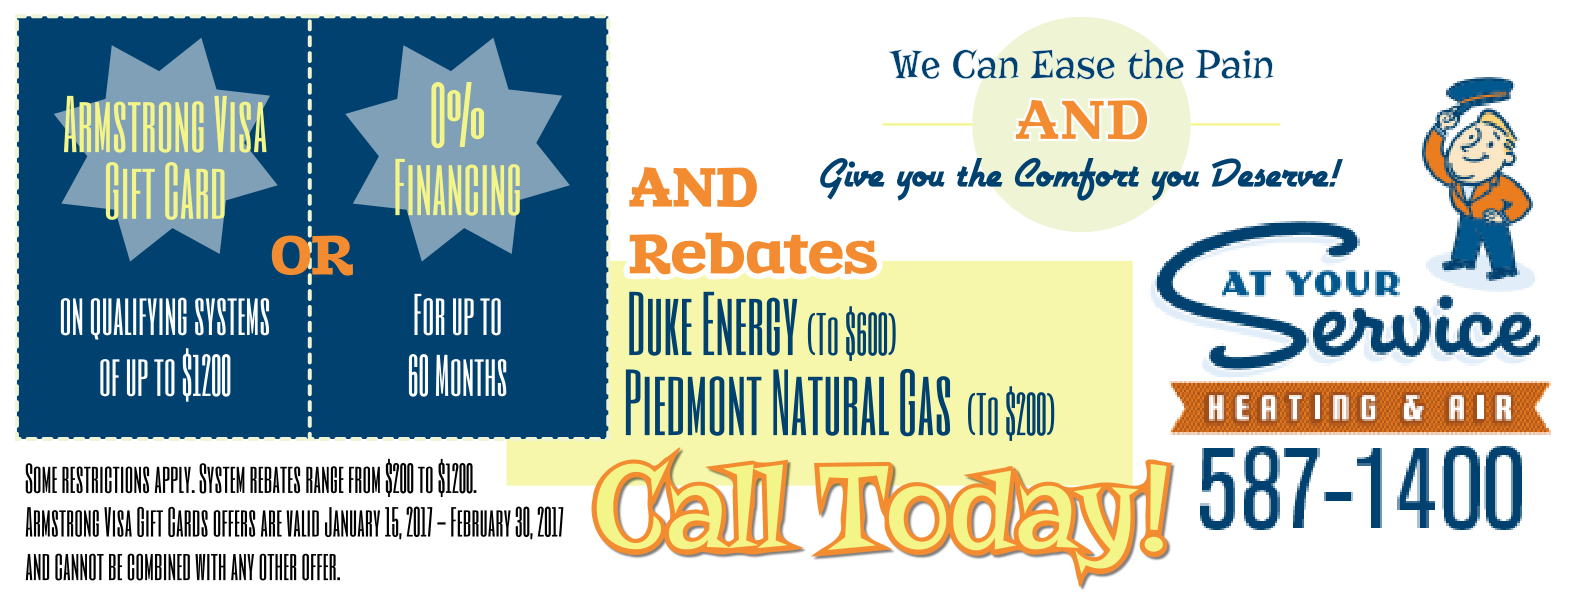 Armstrong Visa
Gift Card
on qualifying systems
of up to $1200
OR
0%
Financing
For up to
60 Months
AND
Rebates
Duke Energy (To $600)
Piedmont Natural Gas (To $200)
Call Today!
We Can Ease the Pain
AND
Give you the Comfort you Deserve!
AT YOUR
Service
HEATING & AIR
587-1400
Some restrictions apply. System rebates range from $200 to $1200.
Armstrong Visa Gift Cards offers are valid January 15, 2017 – February 30, 2017
and cannot be combined with any other offer.